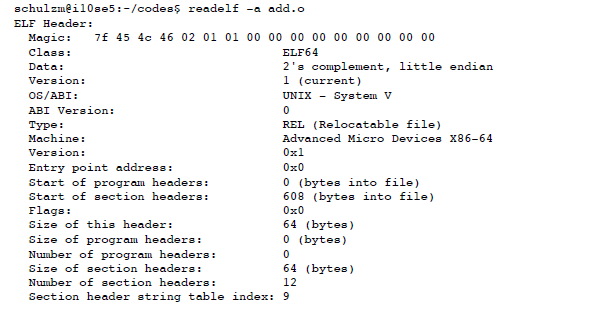 schulzm@il0se5:~/codes$ readelf -a add.o
ELF Header:
Magic: 7f 45 4c 46 02 01 01 00 00 00 00 00 00 00 00 00
Class: ELF64
Data: 2's complement, little endian
Version: 1 (current)
OS/ABI: UNIX - System V
ABI Version: 0
Type: REL (Relocatable file)
Machine: Advanced Micro Devices X86-64
Version: 0x1
Entry point address: 0x0
Start of program headers: 0 (bytes into file)
Start of section headers: 608 (bytes into file)
Flags: 0x0
Size of this header: 64 (bytes)
Size of program headers: 0 (bytes)
Number of program headers: 0
Size of section headers: 64 (bytes)
Number of section headers: 12
Section header string table index: 9